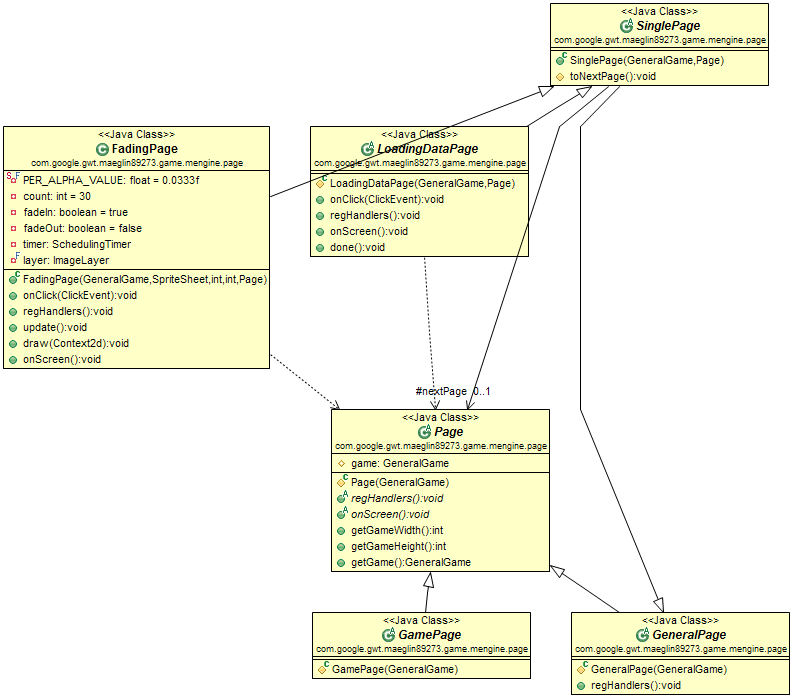 <<Java Class>>
SinglePage
com.google.gwt.maeglin89273.game.mengine.page
SinglePage(GeneralGame,Page)
toNextPage():void
<<Java Class>>
FadingPage
com.google.gwt.maeglin89273.game.mengine.page
PER_ALPHA_VALUE: float = 0.0333f
count: int = 30
fadeIn: boolean = true
fadeOut: boolean = false
timer: SchedulingTimer
layer: ImageLayer
FadingPage(GeneralGame,SpriteSheet,int,int,Page)
onClick(ClickEvent):void
regHandlers():void
update():void
draw(Context2d):void
onScreen():void
<<Java Class>>
LoadingDataPage
com.google.gwt.maeglin89273.game.mengine.page
LoadingDataPage(GeneralGame,Page)
onClick(ClickEvent):void
regHandlers():void
onScreen():void
done():void
#nextPage 0..1
<<Java Class>>
Page
com.google.gwt.maeglin89273.game.mengine.page
game: GeneralGame
Page(GeneralGame)
regHandlers():void
onScreen():void
getGameWidth():int
getGameHeight():int
getGame():GeneralGame
<<Java Class>>
GamePage
com.google.gwt.maeglin89273.game.mengine.page
GamePage(GeneralGame)
<<Java Class>>
GeneralPage
com.google.gwt.maeglin89273.game.mengine.page
GeneralPage(GeneralGame)
regHandlers():void